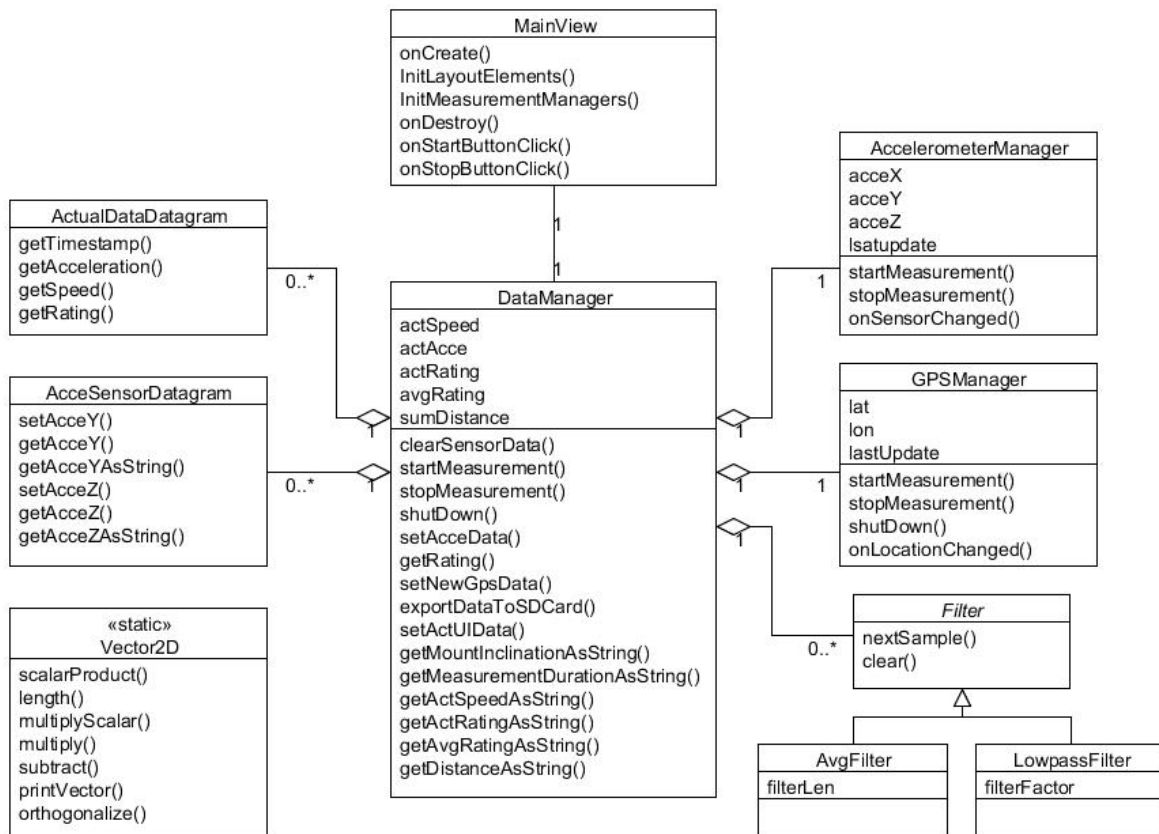 MainView
onCreate()
InitLayoutElements()
InitMeasurementManagers()
onDestroy()
onStartButtonClick()
onStopButtonClick()
1
1
ActualDataDatagram
getTimestamp()
getAcceleration()
getSpeed()
getRating()
0..*
1
AcceSensorDatagram
setAcceY()
getAcceY()
getAcceYAsString()
setAcceZ()
getAcceZ()
getAcceZAsString()
0..*
1
«static»
Vector2D
scalarProduct()
length()
multiplyScalar()
multiply()
subtract()
printVector()
orthogonalize()
DataManager
actSpeed
actAcce
actRating
avgRating
sumDistance
clearSensorData()
startMeasurement()
stopMeasurement()
shutDown()
setAcceData()
getRating()
setNewGpsData()
exportDataToSDCard()
setActUIData()
getMountInclinationAsString()
getMeasurementDurationAsString()
getActSpeedAsString()
getActRatingAsString()
getAvgRatingAsString()
getDistanceAsString()
AccelerometerManager
acceX
acceY
acceZ
lsatupdate
startMeasurement()
stopMeasurement()
onSensorChanged()
1
1
GPSManager
lat
lon
lastUpdate
startMeasurement()
stopMeasurement()
shutDown()
onLocationChanged()
1
1
Filter
nextSample()
clear()
1
0..*
AvgFilter
filterLen
LowpassFilter
filterFactor